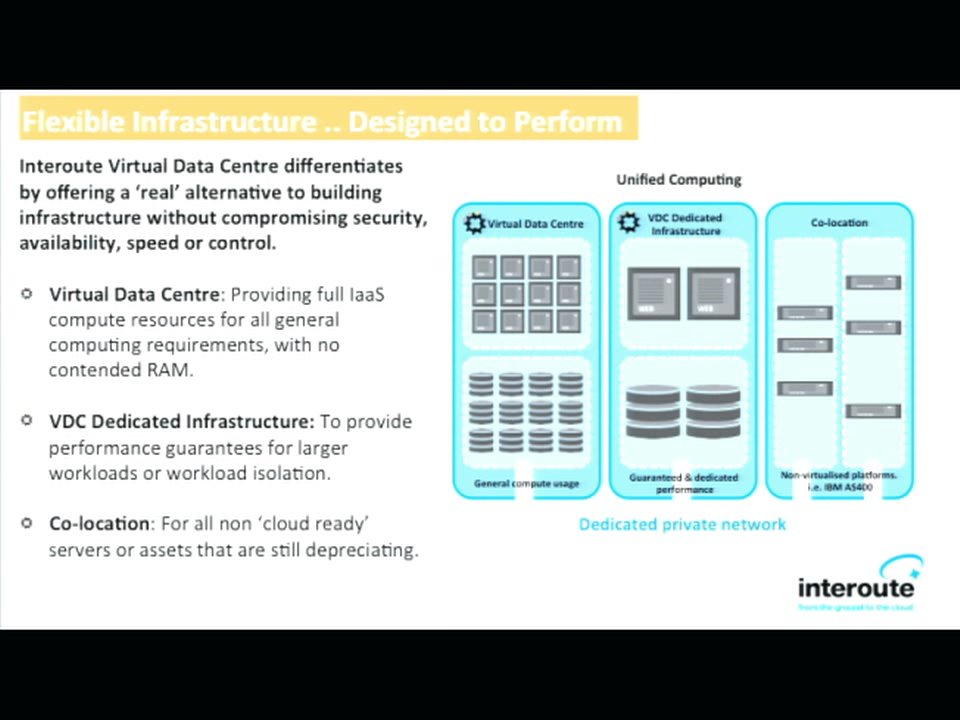 Flexible Infrastructure .. Designed to Perform
Interoute Virtual Data Centre differentiates
by offering a ‘real’ alternative to building
infrastructure without compromising security,
availability, speed or control.
Virtual Data Centre: Providing full IaaS
compute resources for all general
computing requirements, with no
contended RAM.
VDC Dedicated Infrastructure: To provide
performance guarantees for larger
workloads or workload isolation.
Co-location: For all non ‘cloud ready’
servers or assets that are still depreciating.
Unified Computing
Virtual Data Centre
General compute usage
VDC Dedicated
Infrastructure
WEB
WEB
Guaranteed & dedicated
performance
Co-location
Non-virtualised platforms.
i.e. IBM AS400
Dedicated private network
interoute
from the ground to the cloud